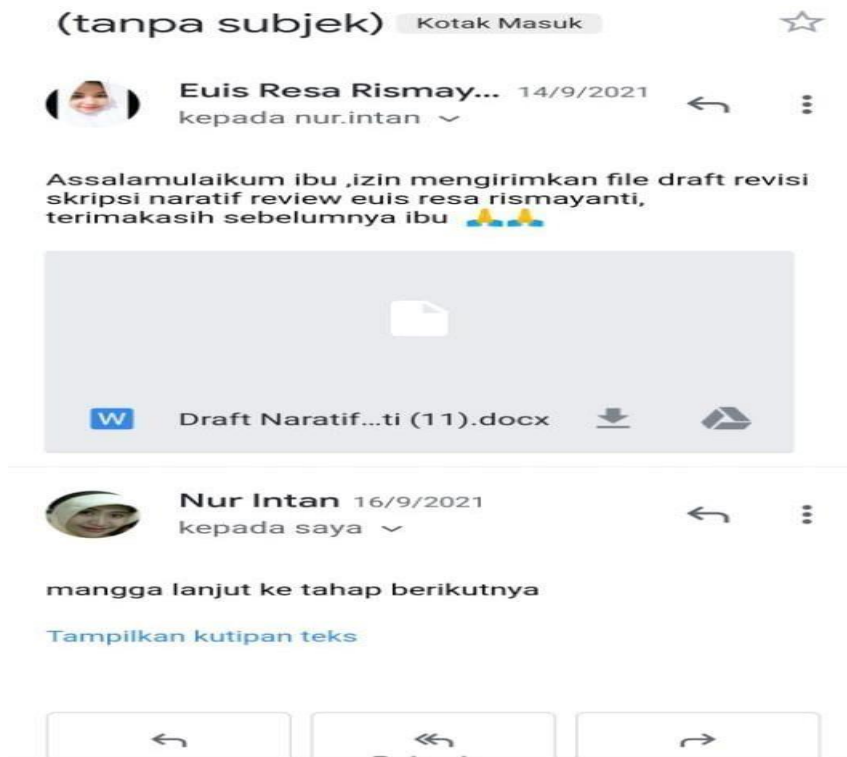 (tanpa subjek) Kotak Masuk
Euis Resa Rismay... 14/9/2021
kepada nur.intan
Assalamulaikum ibu ,izin mengirimkan file draft revisi
skripsi naratif review euis resa rismayanti,
terimakasih sebelumnya ibu 🙏🙏
W Draft Naratif...ti (11).docx
Nur Intan 16/9/2021
kepada saya
mangga lanjut ke tahap berikutnya
Tampilkan kutipan teks